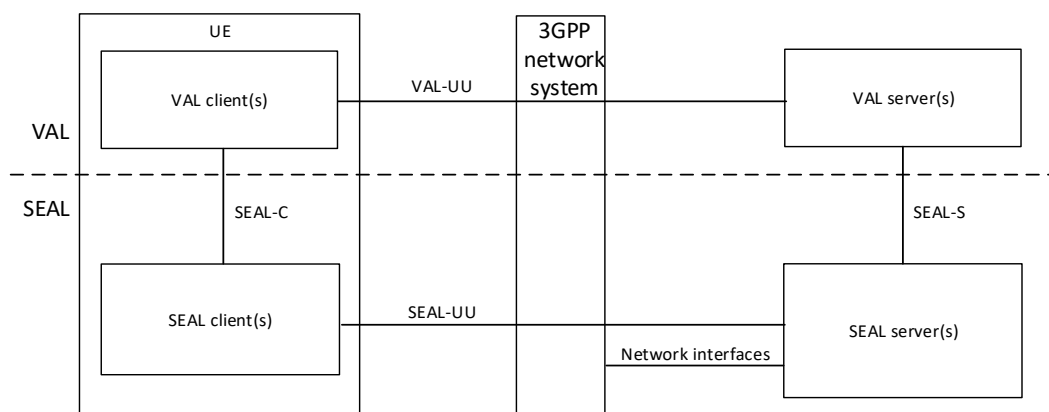 UE
3GPP
network
system
VAL client(s)
VAL-UU
VAL server(s)
VAL
SEAL
SEAL-C
SEAL-S
SEAL client(s)
SEAL-UU
SEAL server(s)
Network interfaces